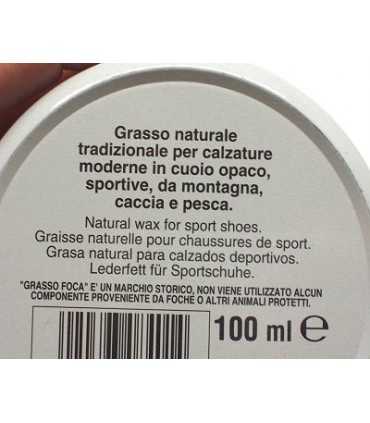 Grasso naturale
tradizionale per calzature
moderne in cuoio opaco,
sportive, da montagna,
caccia e pesca.
Natural wax for sport shoes.
Graisse naturelle pour chaussures de sport.
Grasa natural para calzados deportivos.
Lederfett für Sportschuhe.
"GRASSO FOCA" E' UN MARCHIO STORICO, NON VIENE UTILIZZATO ALCUN
COMPONENTE PROVENIENTE DA FOCHE O ALTRI ANIMALI PROTETTI.
100 ml ℮